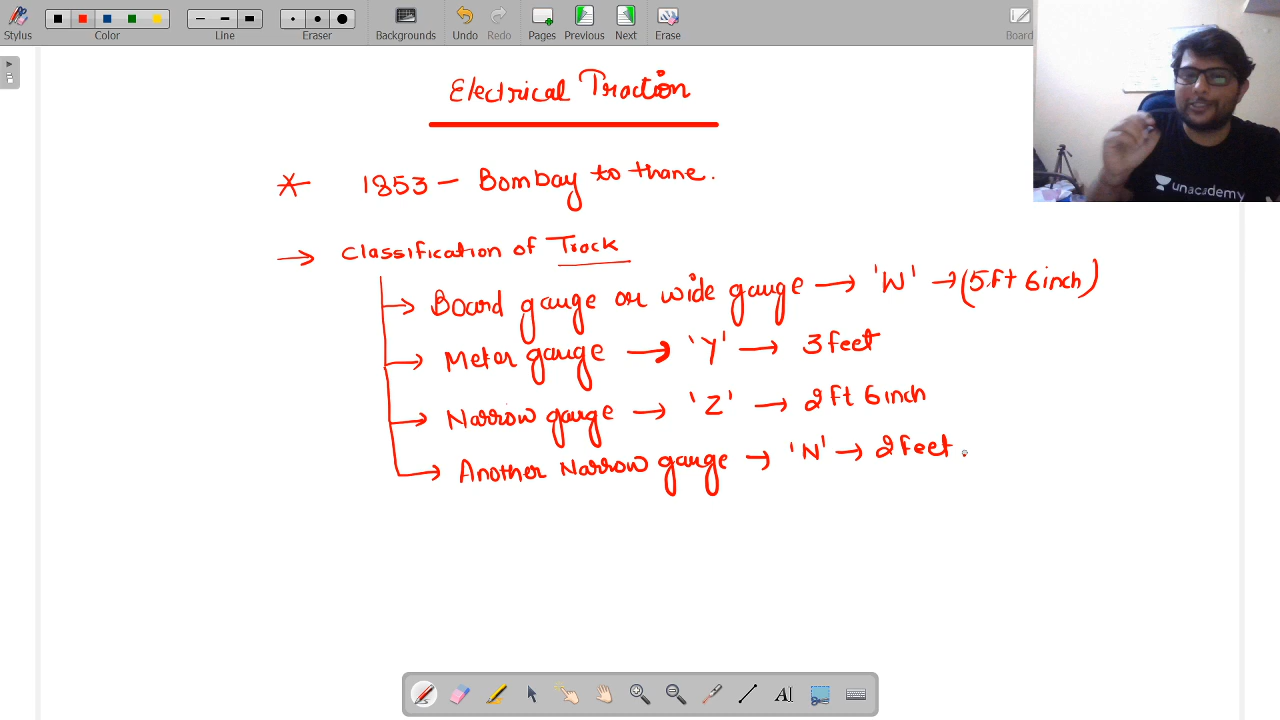 Stylus
Color
Line
Eraser
Backgrounds
Undo
Redo
Pages
Previous
Next
Erase
Board
Electrical Traction
unacademy
* 1853 – Bombay to thane.
→ Classification of Track
→ Board gauge or wide gauge → 'W' → (5.ft 6inch)
→ Meter gauge → 'Y' → 3 feet
→ Narrow gauge → 'Z' → 2ft 6inch
→ Another Narrow gauge → 'N' → 2 feet.
AI